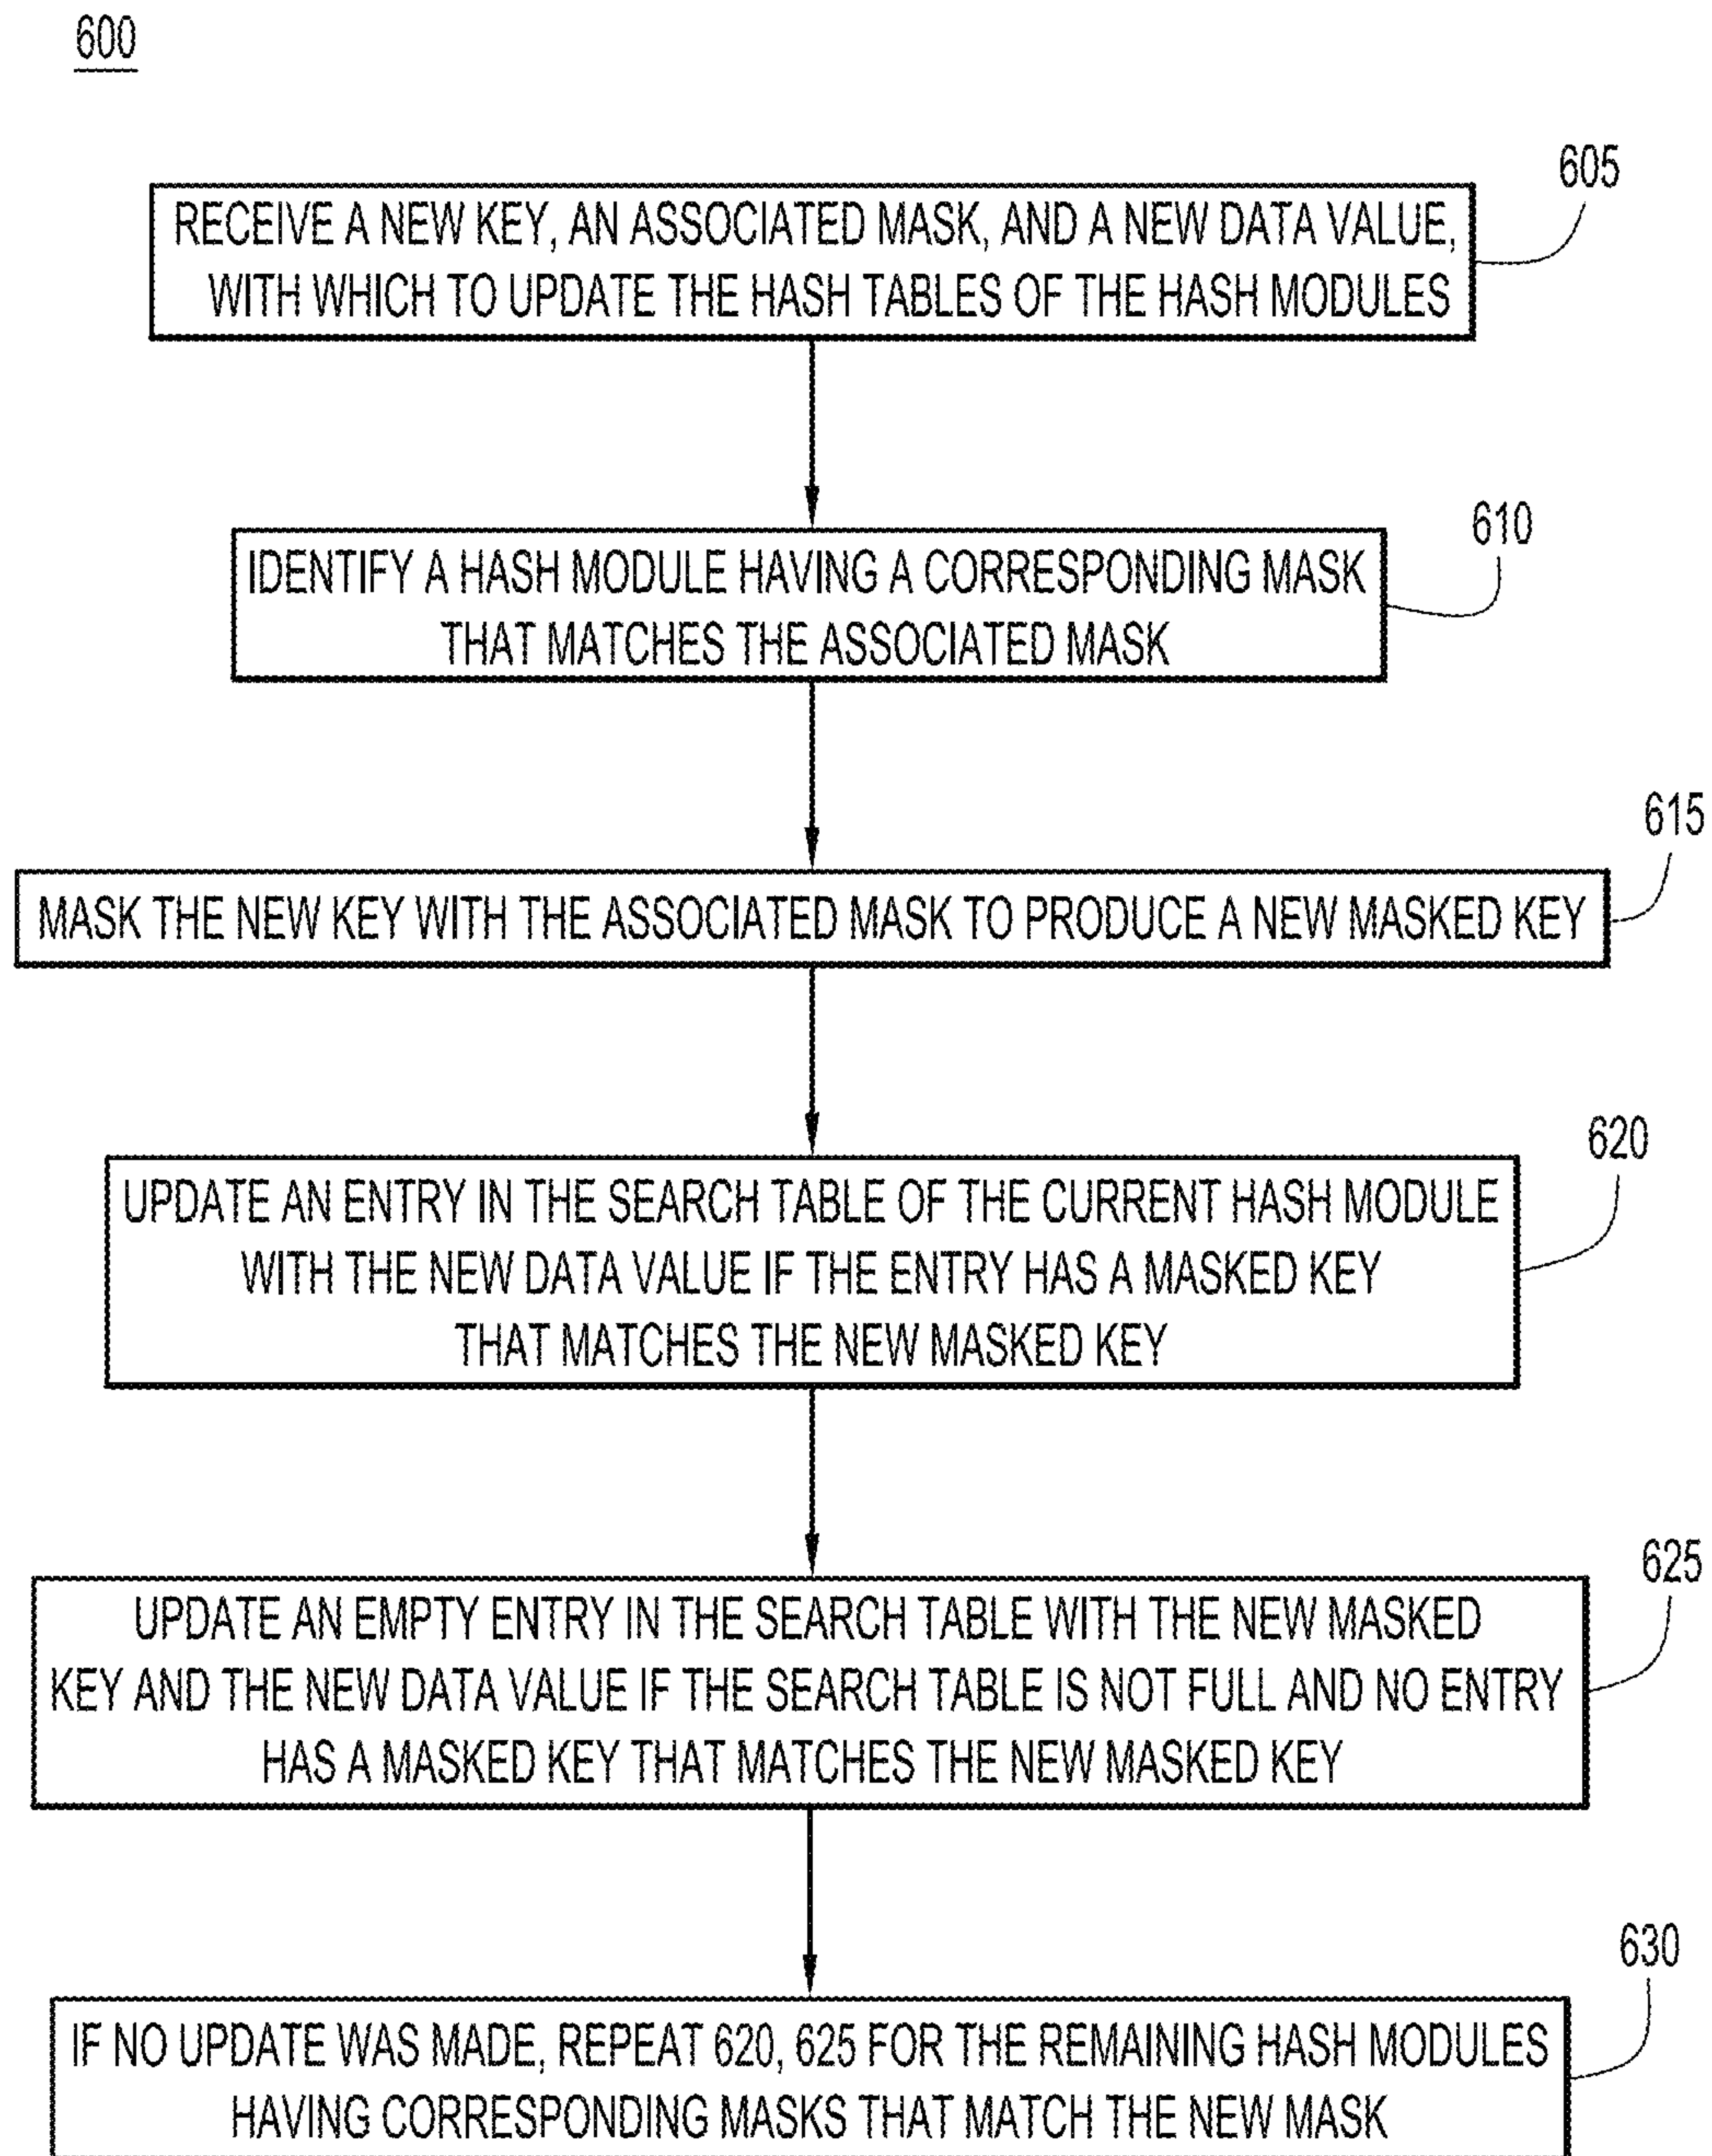 600
605
RECEIVE A NEW KEY, AN ASSOCIATED MASK, AND A NEW DATA VALUE,
WITH WHICH TO UPDATE THE HASH TABLES OF THE HASH MODULES
610
IDENTIFY A HASH MODULE HAVING A CORRESPONDING MASK
THAT MATCHES THE ASSOCIATED MASK
615
MASK THE NEW KEY WITH THE ASSOCIATED MASK TO PRODUCE A NEW MASKED KEY
620
UPDATE AN ENTRY IN THE SEARCH TABLE OF THE CURRENT HASH MODULE
WITH THE NEW DATA VALUE IF THE ENTRY HAS A MASKED KEY
THAT MATCHES THE NEW MASKED KEY
625
UPDATE AN EMPTY ENTRY IN THE SEARCH TABLE WITH THE NEW MASKED
KEY AND THE NEW DATA VALUE IF THE SEARCH TABLE IS NOT FULL AND NO ENTRY
HAS A MASKED KEY THAT MATCHES THE NEW MASKED KEY
630
IF NO UPDATE WAS MADE, REPEAT 620, 625 FOR THE REMAINING HASH MODULES
HAVING CORRESPONDING MASKS THAT MATCH THE NEW MASK